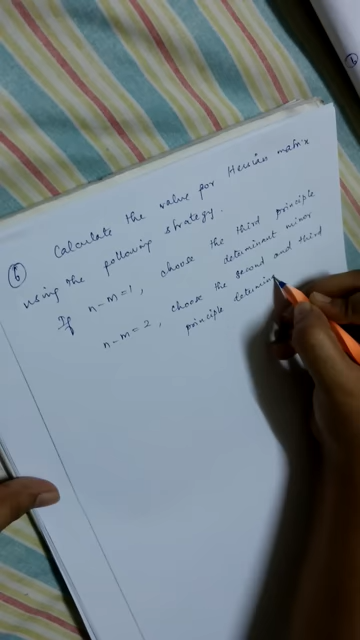 6 Calculate the value for Hessian matrix
using the following strategy.
If n-m=1, choose the third principle
determinant minor
n-m=2, choose the second and third
principle determin